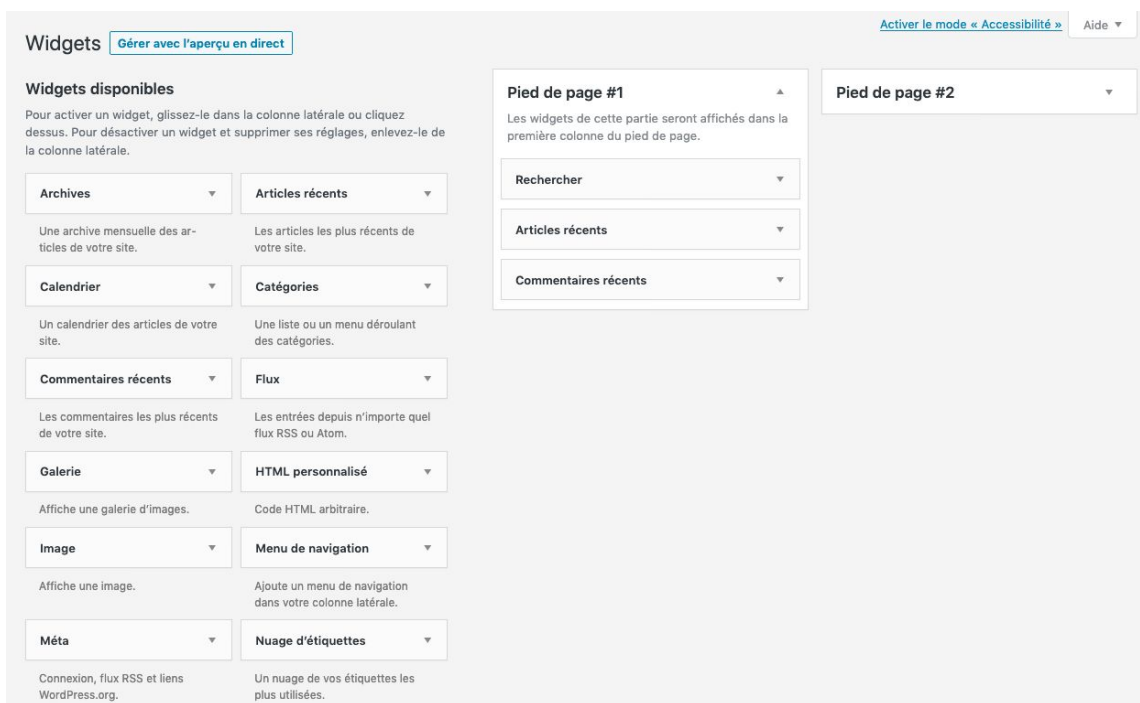 Activer le mode « Accessibilité »
Aide
Widgets
Gérer avec l’aperçu en direct
Widgets disponibles
Pour activer un widget, glissez-le dans la colonne latérale ou cliquez
dessus. Pour désactiver un widget et supprimer ses réglages, enlevez-le de
la colonne latérale.
Archives
Articles récents
Une archive mensuelle des ar-
ticles de votre site.
Les articles les plus récents de
votre site.
Calendrier
Catégories
Un calendrier des articles de votre
site.
Une liste ou un menu déroulant
des catégories.
Commentaires récents
Flux
Les commentaires les plus récents
de votre site.
Les entrées depuis n’importe quel
flux RSS ou Atom.
Galerie
HTML personnalisé
Affiche une galerie d’images.
Code HTML arbitraire.
Image
Menu de navigation
Affiche une image.
Ajoute un menu de navigation
dans votre colonne latérale.
Méta
Nuage d’étiquettes
Connexion, flux RSS et liens
WordPress.org.
Un nuage de vos étiquettes les
plus utilisées.
Pied de page #1
Les widgets de cette partie seront affichés dans la
première colonne du pied de page.
Rechercher
Articles récents
Commentaires récents
Pied de page #2